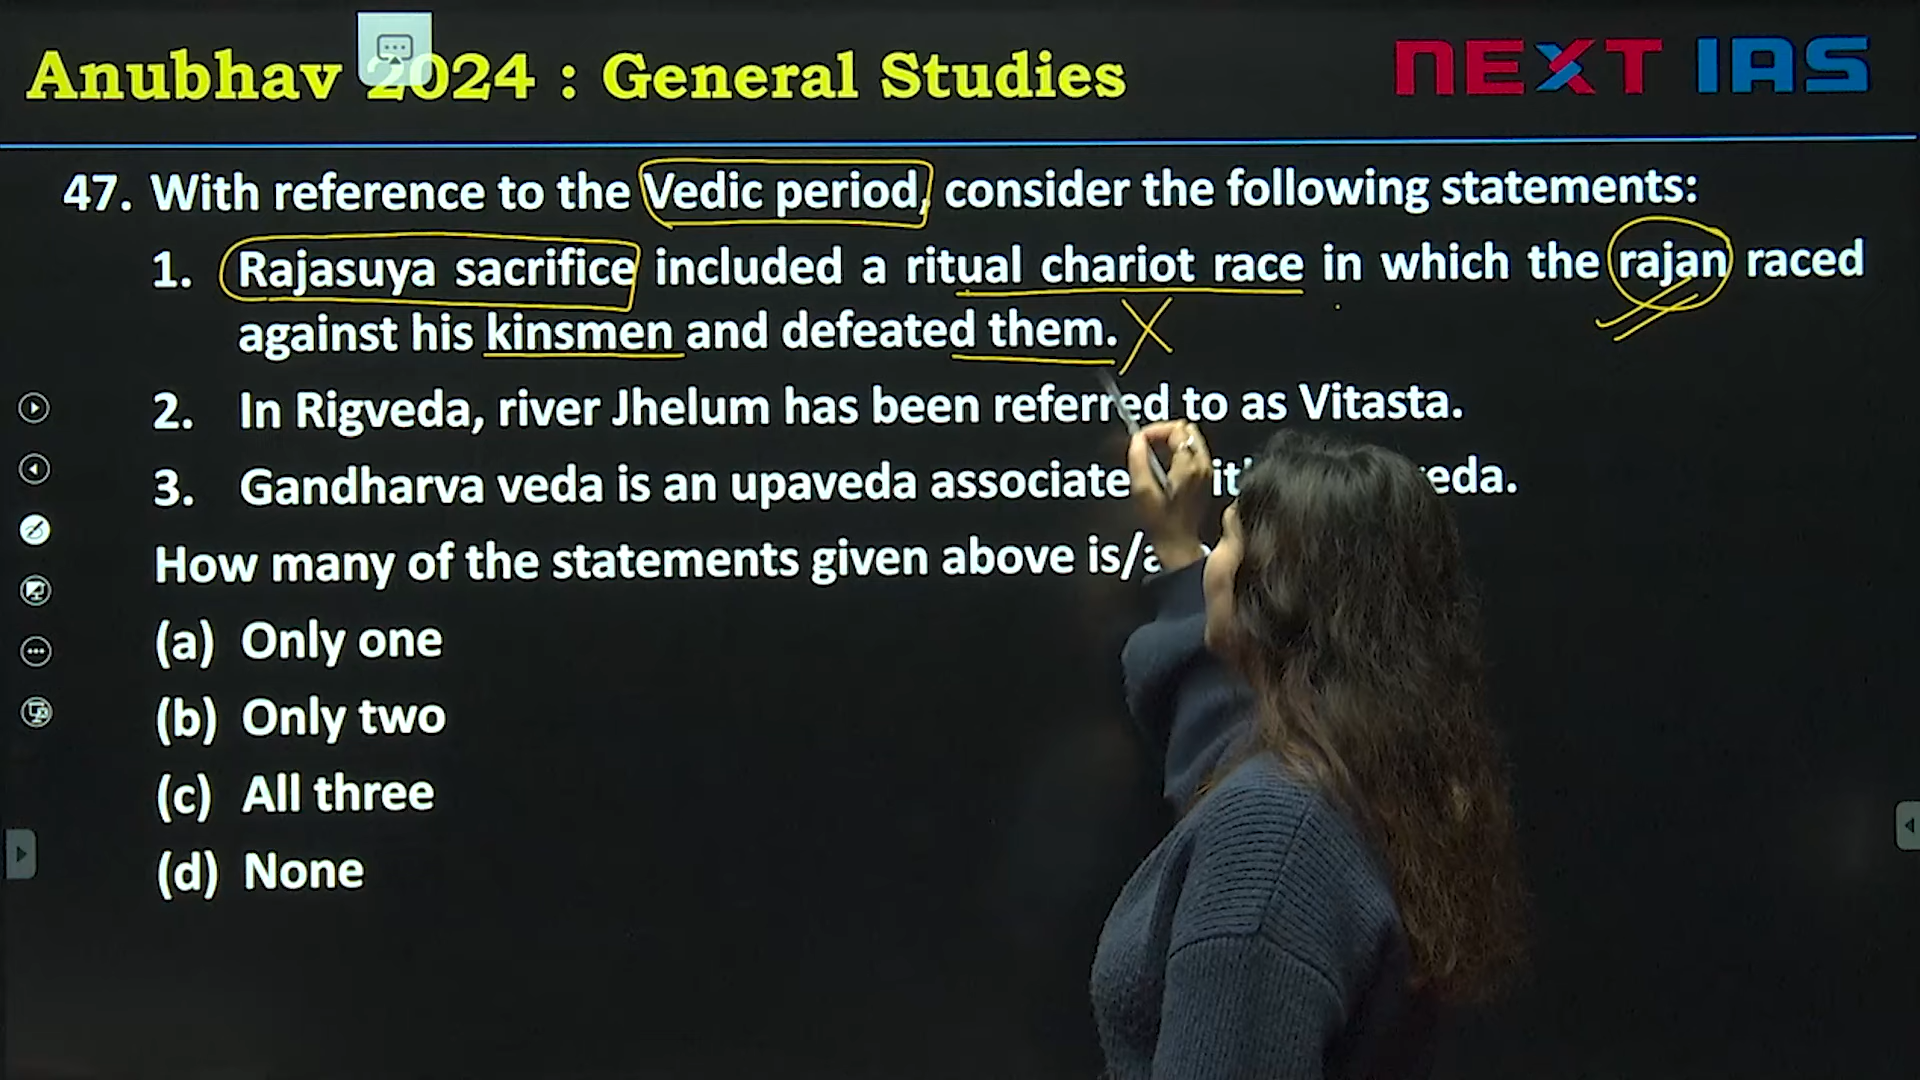 Anubhav 2024 : General Studies
NEXT IAS
47. With reference to the Vedic period, consider the following statements:
1. Rajasuya sacrifice included a ritual chariot race in which the rajan raced
against his kinsmen and defeated them.
2. In Rigveda, river Jhelum has been referred to as Vitasta.
3. Gandharva veda is an upaveda
How many of the statements given above
(a) Only one
(b) Only two
(c) All three
(d) None